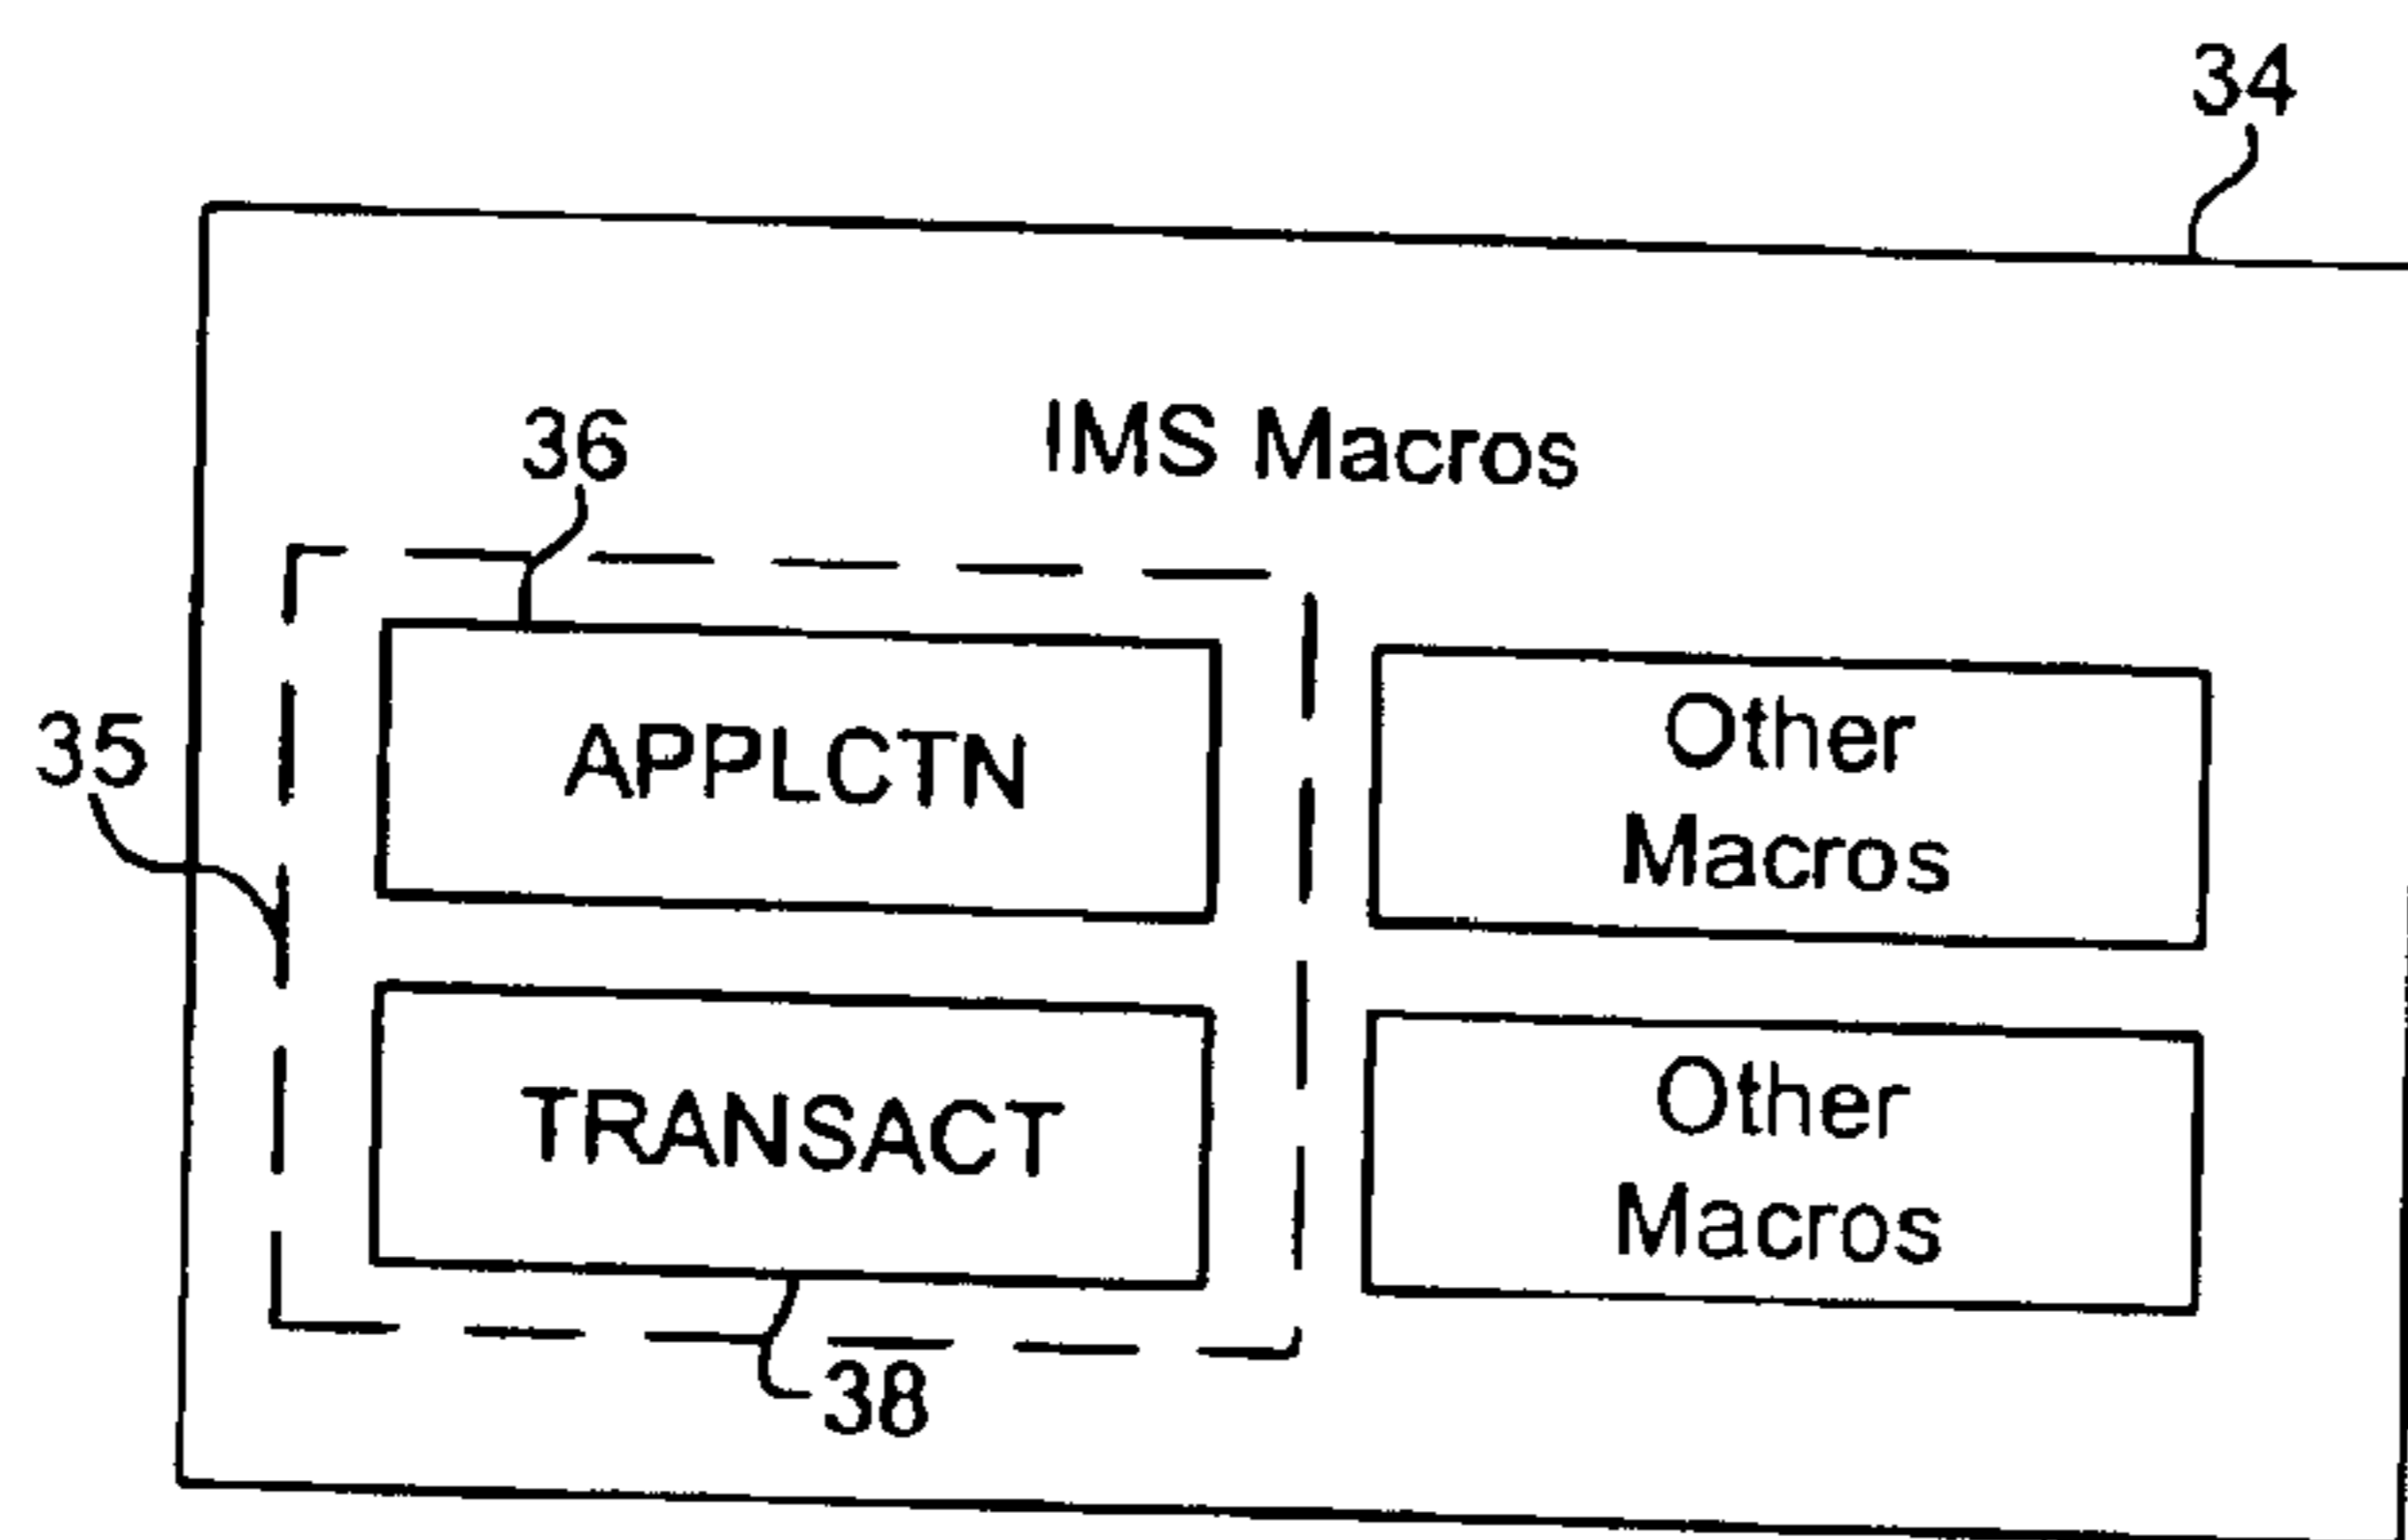 34
IMS Macros
36
35
APPLCTN
Other
Macros
TRANSACT
Other
Macros
38